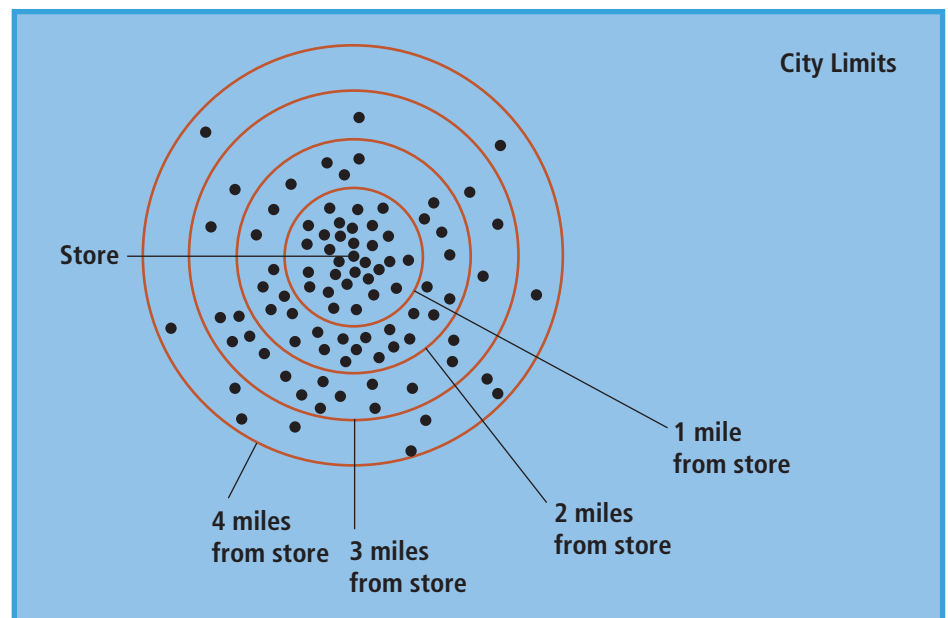 City Limits
Store
1 mile
from store
2 miles
from store
3 miles
from store
4 miles
from store